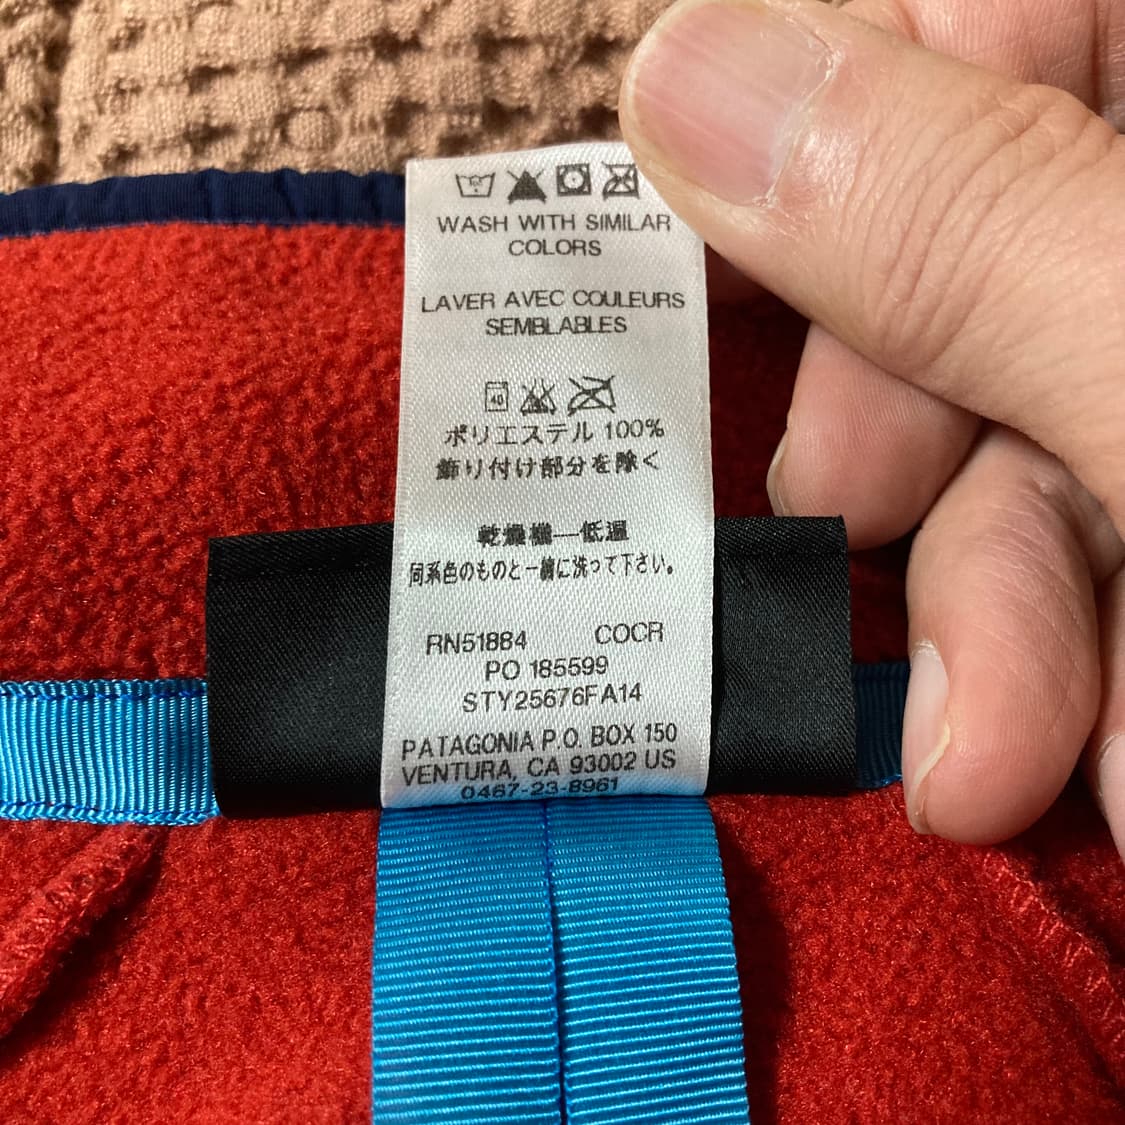 WASH WITH SIMILAR
COLORS
LAVER AVEC COULEURS
SEMBLABLES
40
ポリエステル 100%
飾り付け部分を除く
乾燥機—低温
同系色のものと一緒に洗って下さい。
RN51884 COCR
PO 185599
STY25676FA14
PATAGONIA P.O. BOX 150
VENTURA, CA 93002 US
0467-23-8961